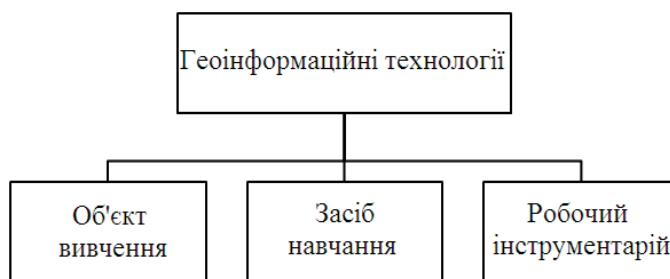 Геоінформаційні технології
Об'єкт
вивчення
Засіб
навчання
Робочий
інструментарій